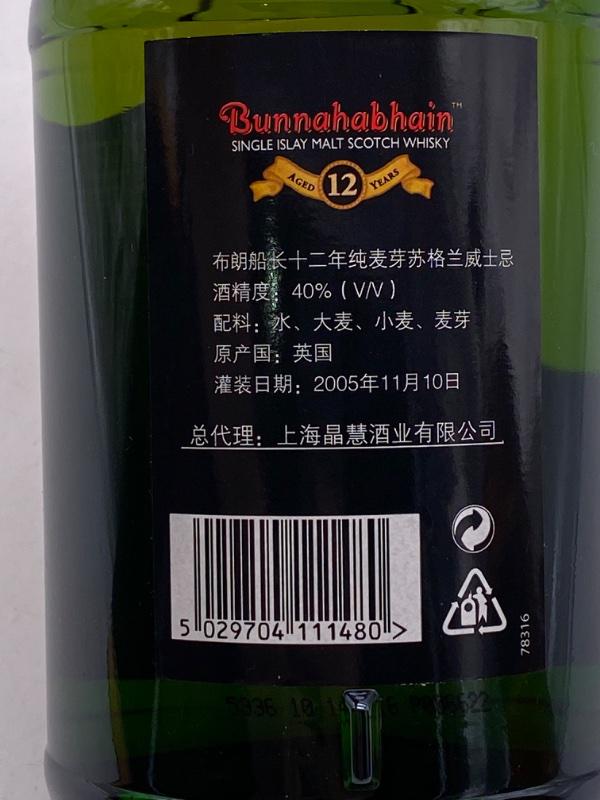 Bunnahabhain™
SINGLE ISLAY MALT SCOTCH WHISKY
AGED 12 YEARS
布朗船长十二年纯麦芽苏格兰威士忌
酒精度：40%（V/V）
配料：水、大麦、小麦、麦芽
原产国：英国
灌装日期：2005年11月10日
总代理：上海晶慧酒业有限公司
5 029704 111480 >
78316